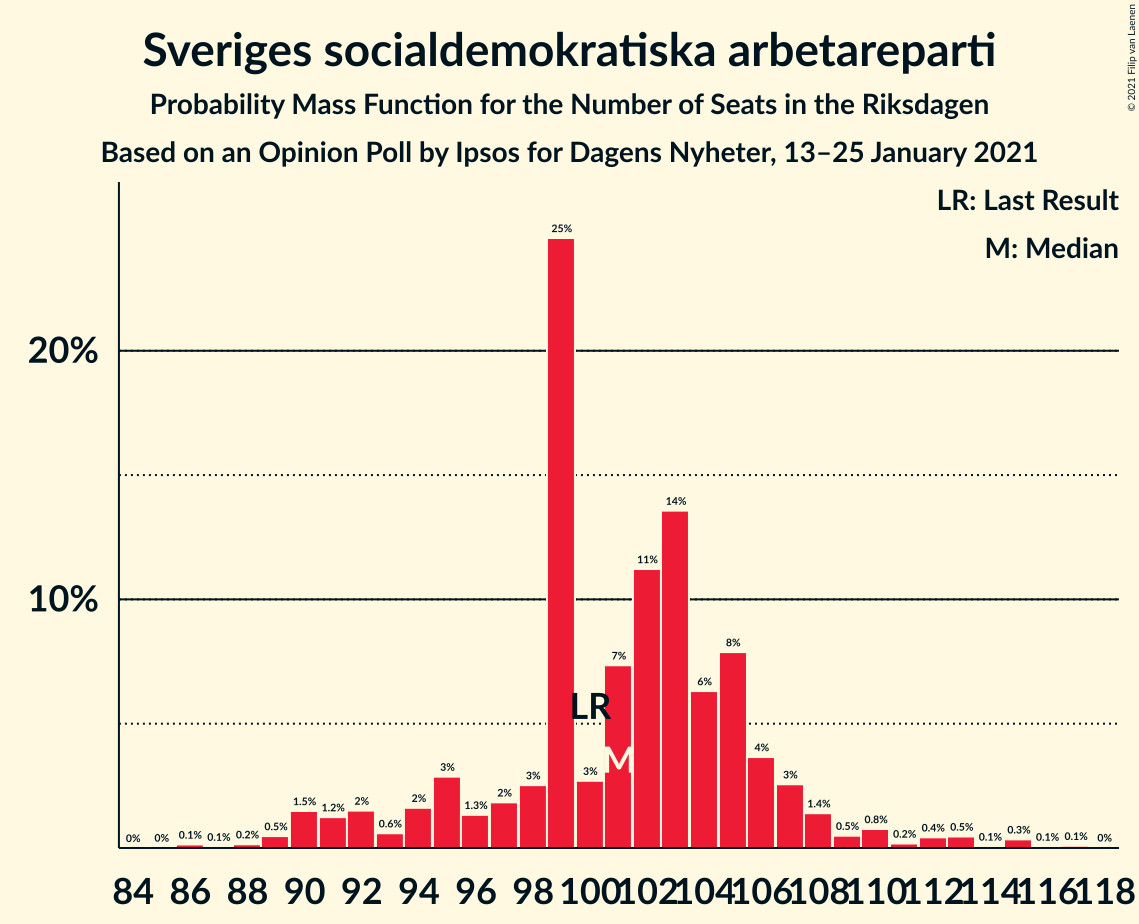 Sveriges socialdemokratiska arbetareparti
Probability Mass Function for the Number of Seats in the Riksdagen
Based on an Opinion Poll by Ipsos for Dagens Nyheter, 13–25 January 2021
© 2021 Filip van Laenen
LR: Last Result
M: Median
20%
10%
0% 0% 0.1% 0.1% 0.2% 0.5% 1.5% 1.2% 2% 0.6% 2% 3% 1.3% 2% 3% 25% 3% 7% 11% 14% 6% 8% 4% 3% 1.4% 0.5% 0.8% 0.2% 0.4% 0.5% 0.1% 0.3% 0.1% 0.1% 0%
LR
M
84 86 88 90 92 94 96 98 100 102 104 106 108 110 112 114 116 118